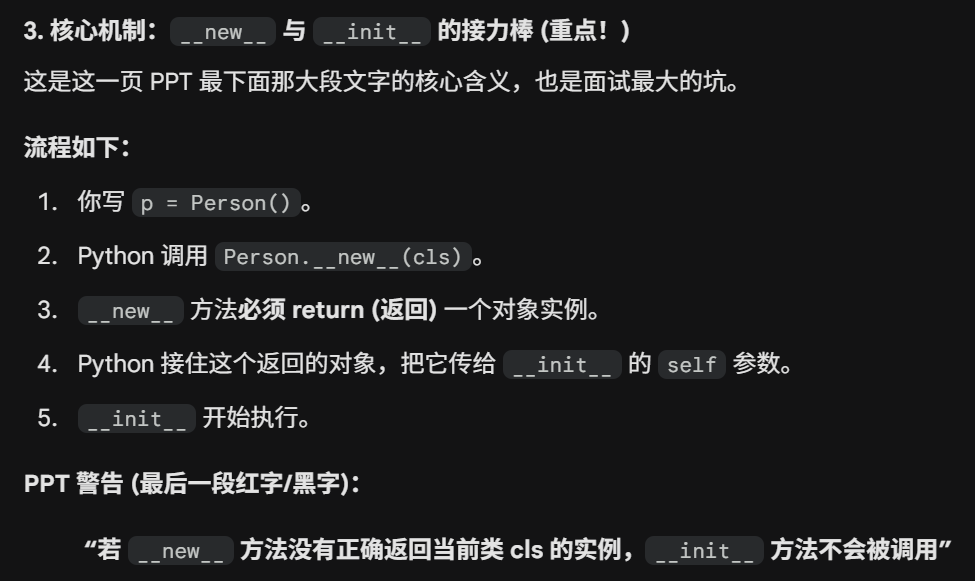 3. 核心机制：__new__ 与 __init__ 的接力棒 (重点！)
这是这一页 PPT 最下面那大段文字的核心含义，也是面试最大的坑。
流程如下：
1. 你写 p = Person()。
2. Python 调用 Person.__new__(cls)。
3. __new__ 方法必须 return (返回) 一个对象实例。
4. Python 接住这个返回的对象，把它传给 __init__ 的 self 参数。
5. __init__ 开始执行。
PPT 警告 (最后一段红字/黑字)：
“若 __new__ 方法没有正确返回当前类 cls 的实例，__init__ 方法不会被调用”